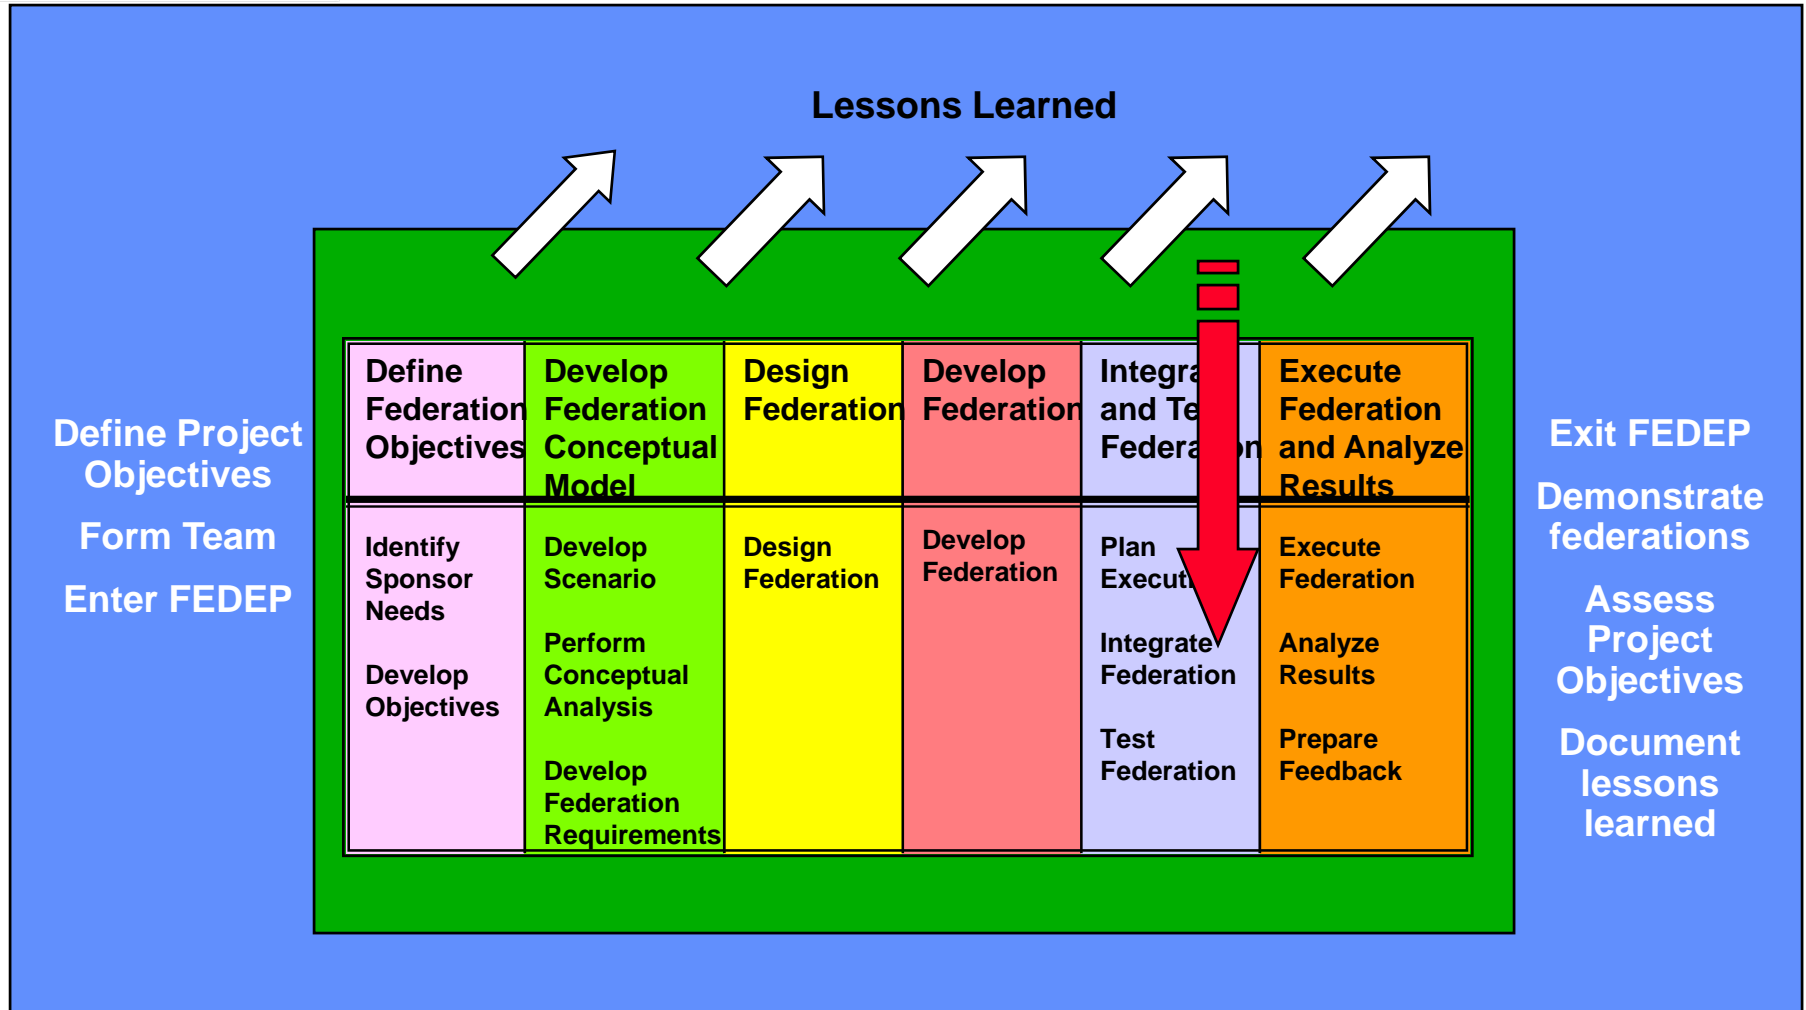 Lessons Learned
Define Project
Objectives
Form Team
Enter FEDEP
Define
Federation
Objectives
Develop
Federation
Conceptual
Model
Design
Federation
Develop
Federation
and
Federation
Execute
Federation
and Analyze
Results
Identify
Sponsor
Needs
Develop
Objectives
Develop
Scenario
Perform
Conceptual
Analysis
Develop
Federation
Requirements
Design
Federation
Develop
Federation
Plan
Integrate
Federation
Test
Federation
Execute
Federation
Analyze
Results
Prepare
Feedback
Exit FEDEP
Demonstrate
federations
Assess
Project
Objectives
Document
lessons
learned